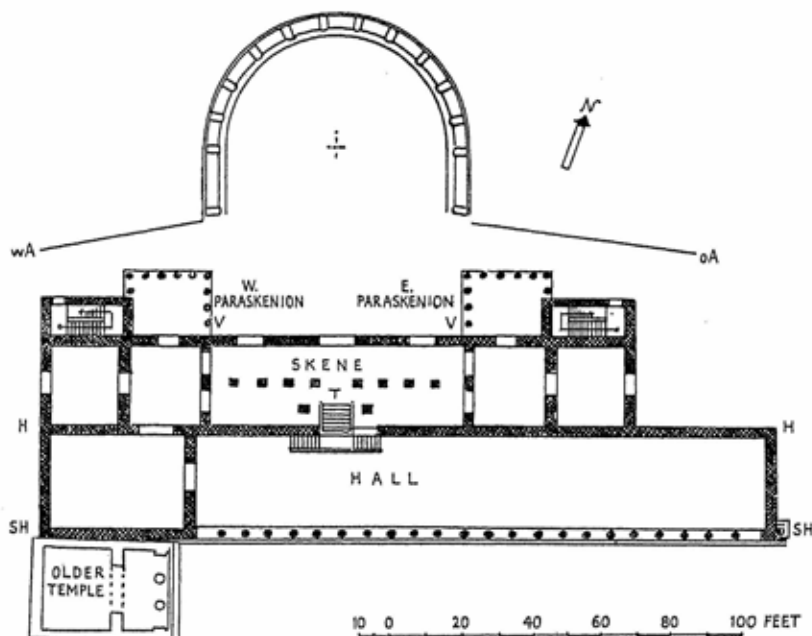 N
wA
oA
W.
PARASKENION
V
E.
PARASKENION
V
SKENE
T
H
H
HALL
SH
SH
OLDER
TEMPLE
10 0 20 40 60 80 100 FEET